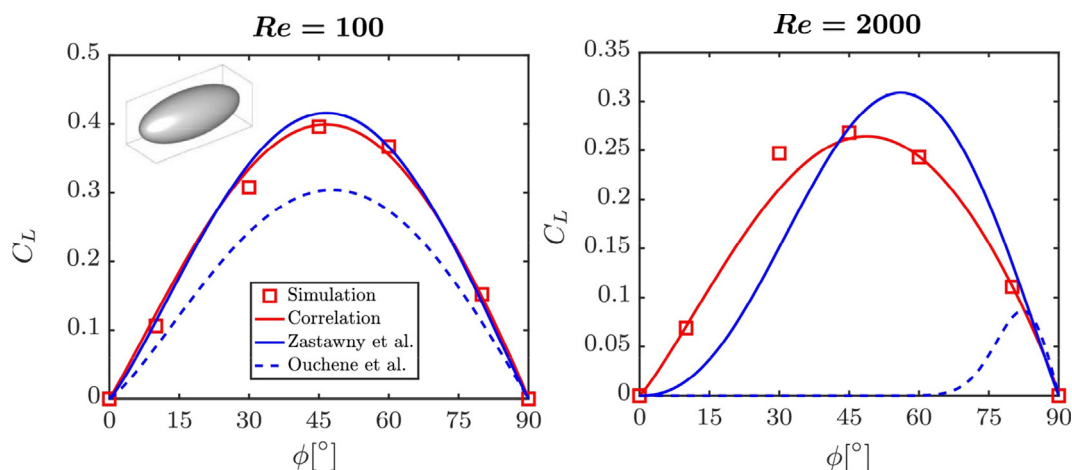 Re = 100
0.5
0.4
0.3
0.2
0.1
0
C_L
Simulation
Correlation
Zastawny et al.
Ouchene et al.
0 15 30 45 60 75 90
ϕ[°]
Re = 2000
0.35
0.3
0.25
0.2
0.15
0.1
0.05
0
C_L
0 15 30 45 60 75 90
ϕ[°]